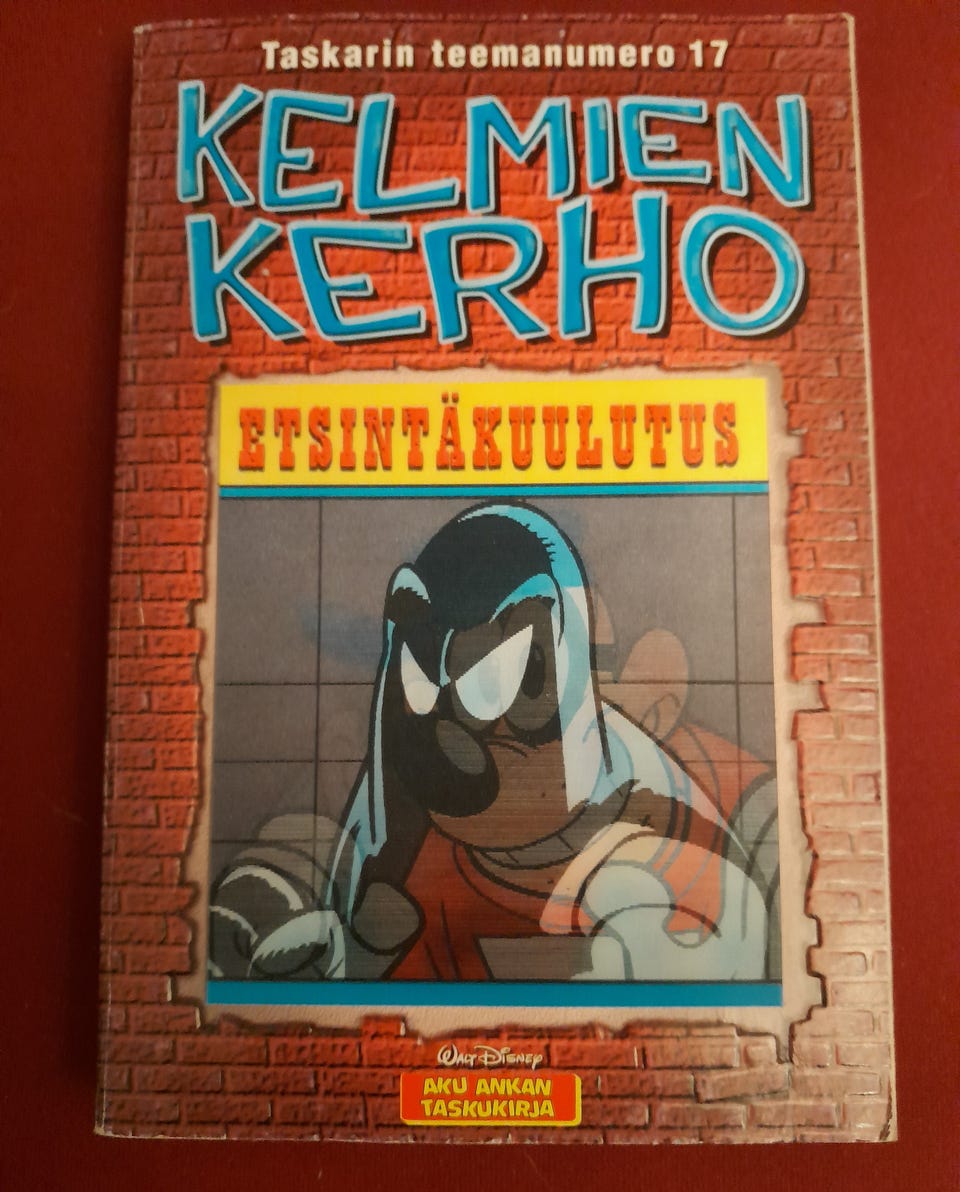 Taskarin teemanumero 17
KELMIEN
KERHO
ETSINTÄKUULUTUS
Walt Disney
AKU ANKAN
TASKUKIRJA